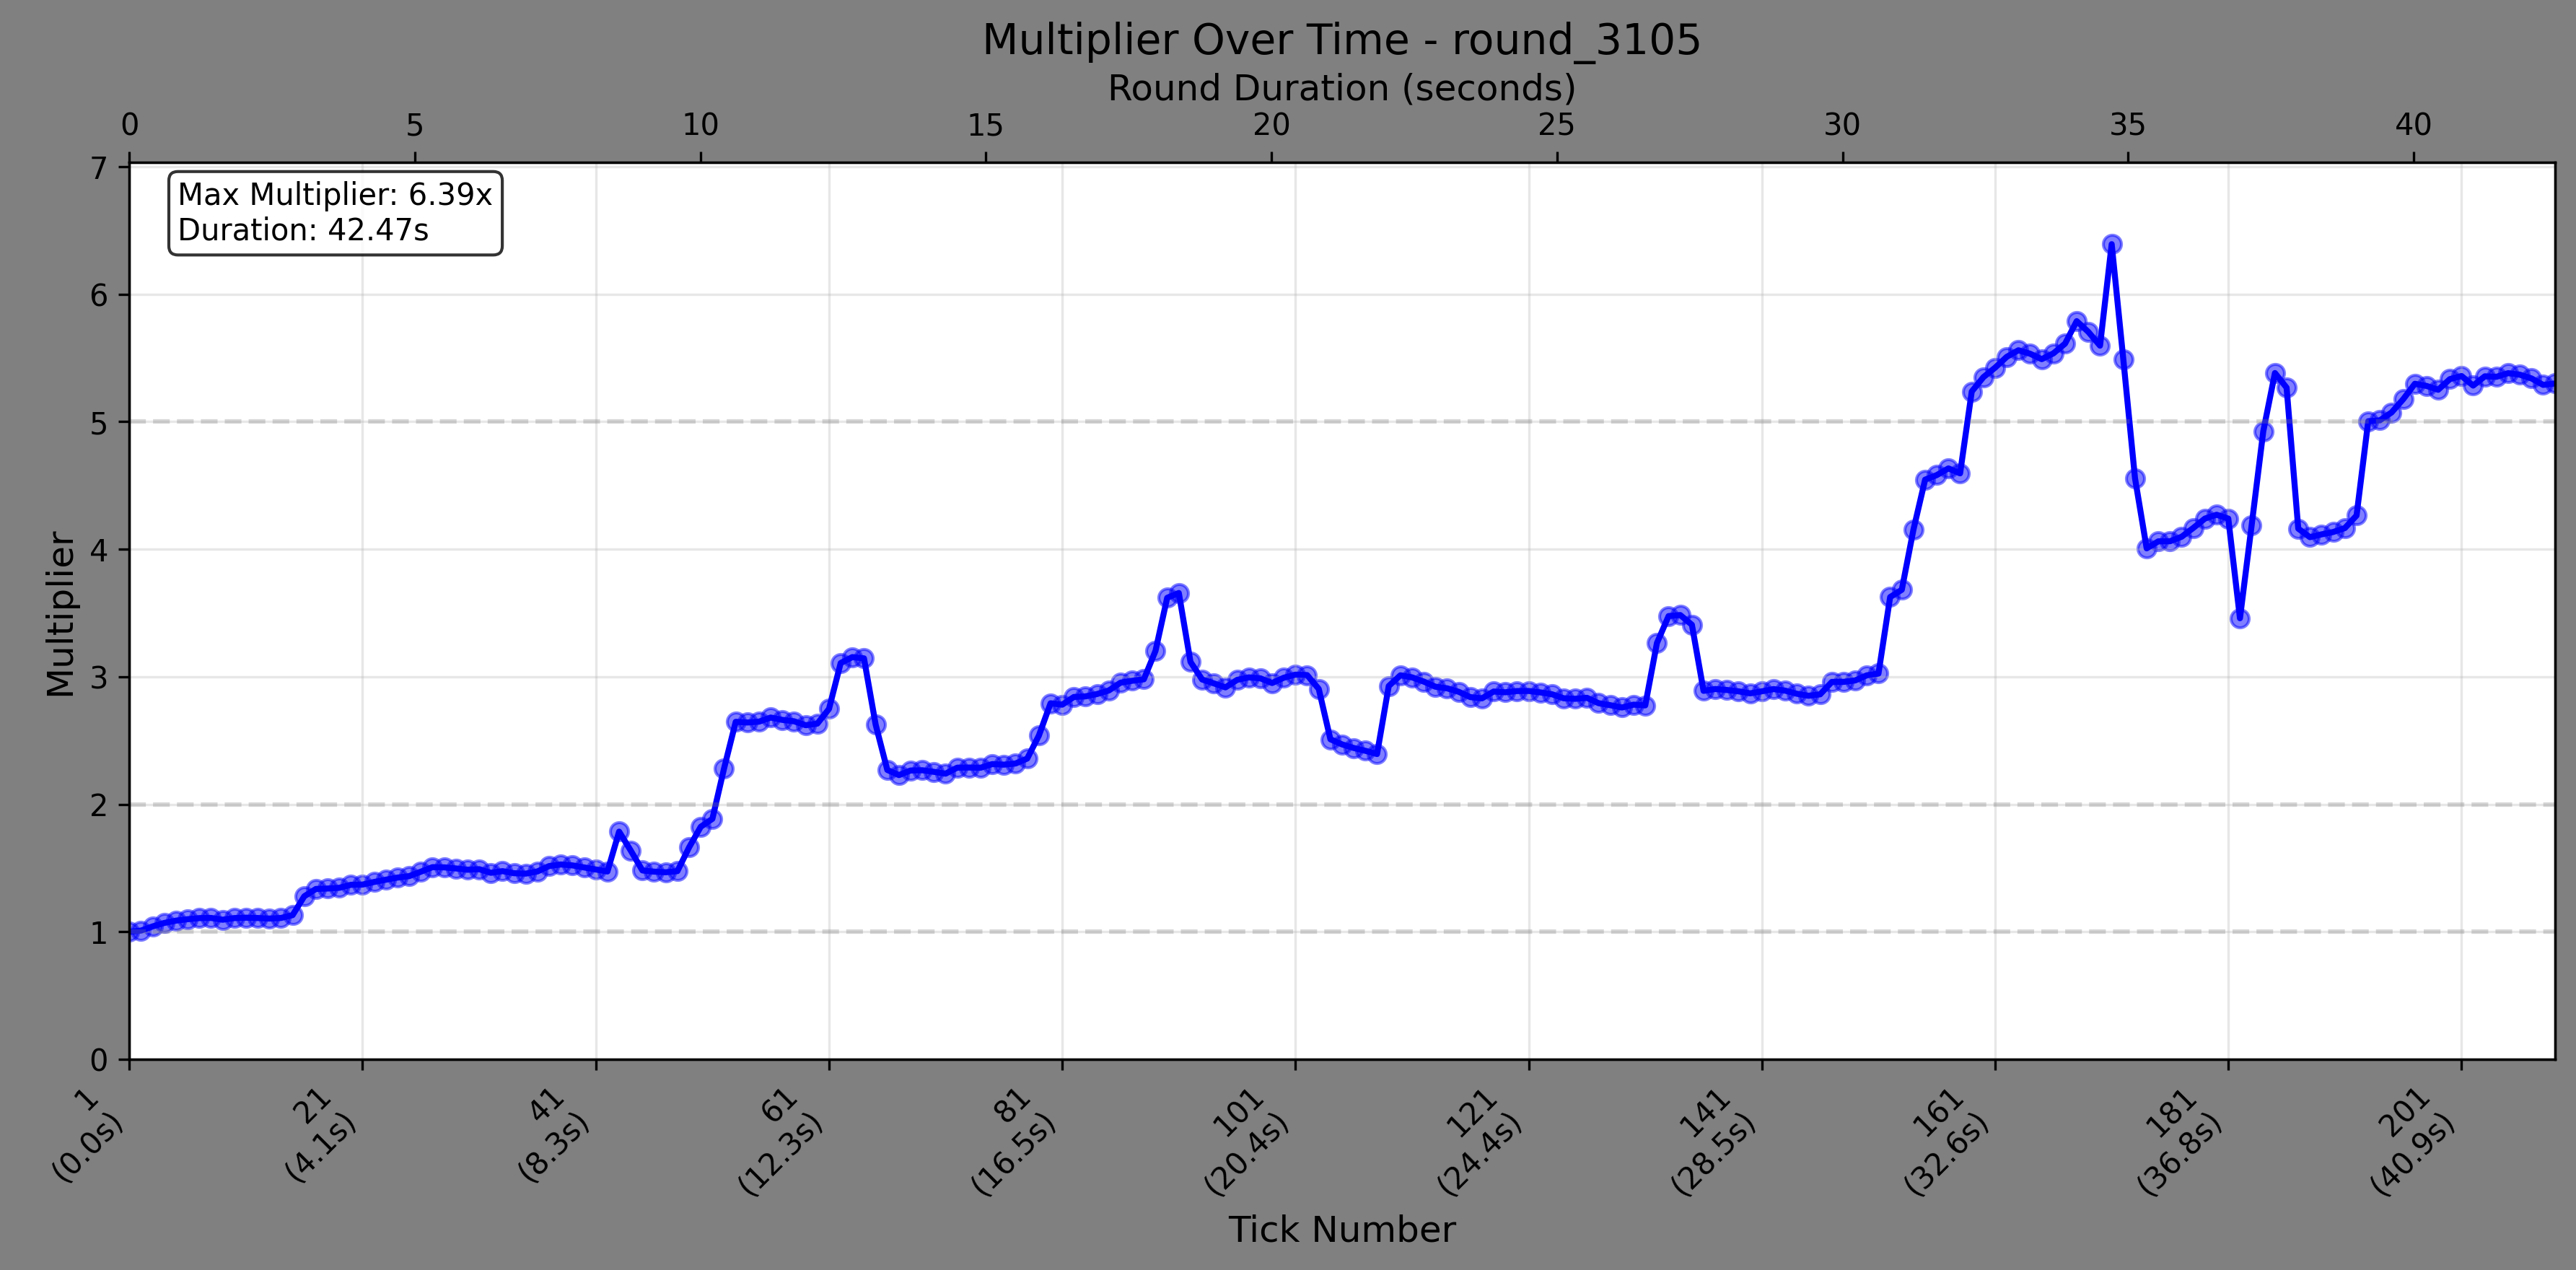 Multiplier Over Time - round_3105
Round Duration (seconds)
0 5 10 15 20 25 30 35 40
Max Multiplier: 6.39x
Duration: 42.47s
Multiplier
7
6
5
4
3
2
1
0
1
(0.0s)
21
(4.1s)
41
(8.3s)
61
(12.3s)
81
(16.5s)
101
(20.4s)
121
(24.4s)
141
(28.5s)
161
(32.6s)
181
(36.8s)
201
(40.9s)
Tick Number